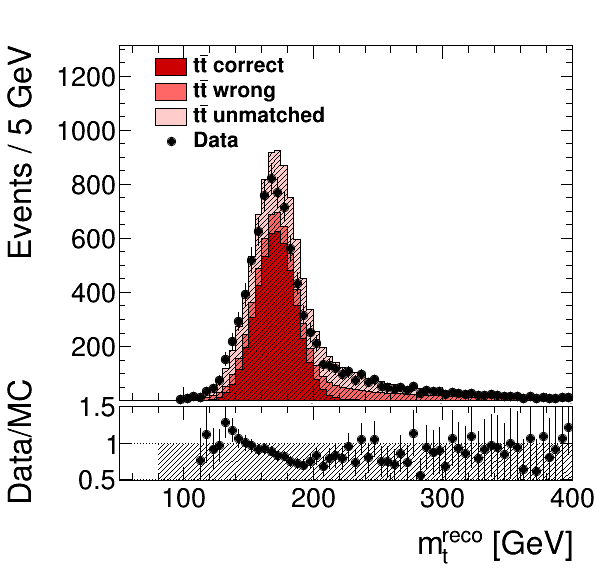 Events / 5 GeV
1200
1000
800
600
400
200
tt̄ correct
tt̄ wrong
tt̄ unmatched
Data
Data/MC
1.5
1
0.5
100 200 300 400
m_t^reco [GeV]